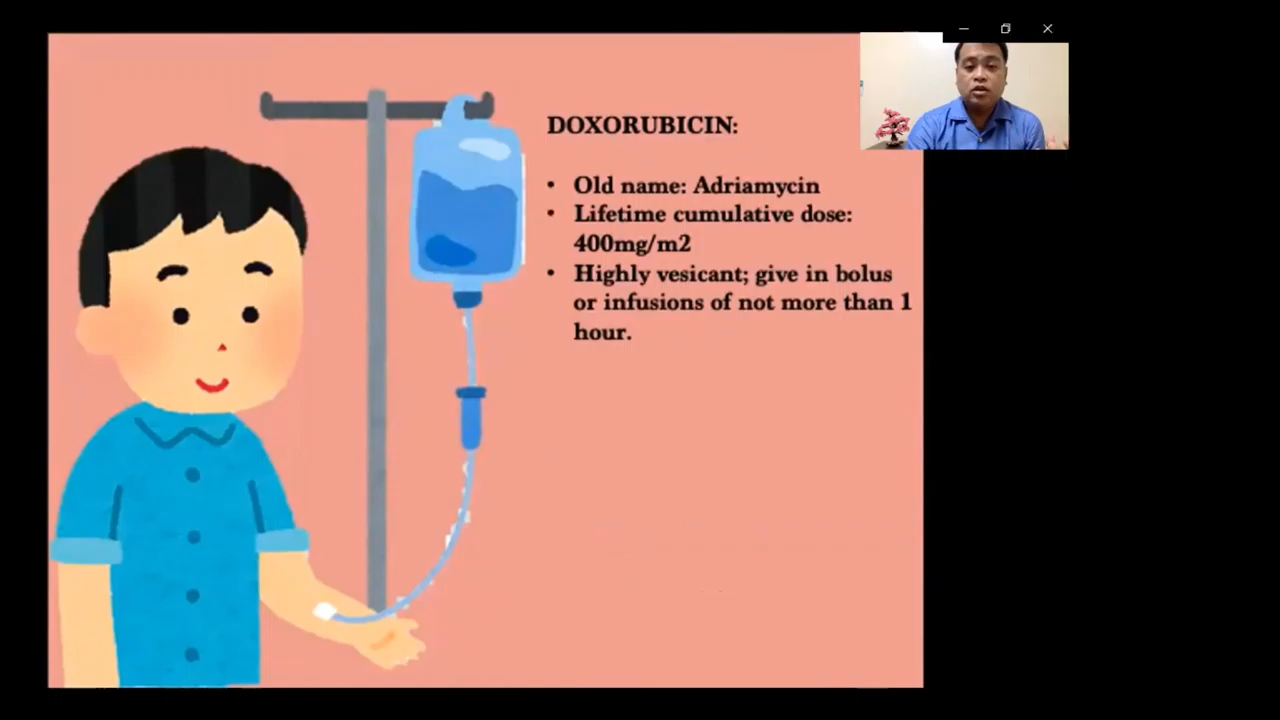 DOXORUBICIN:
• Old name: Adriamycin
• Lifetime cumulative dose:
400mg/m2
• Highly vesicant; give in bolus
or infusions of not more than 1
hour.